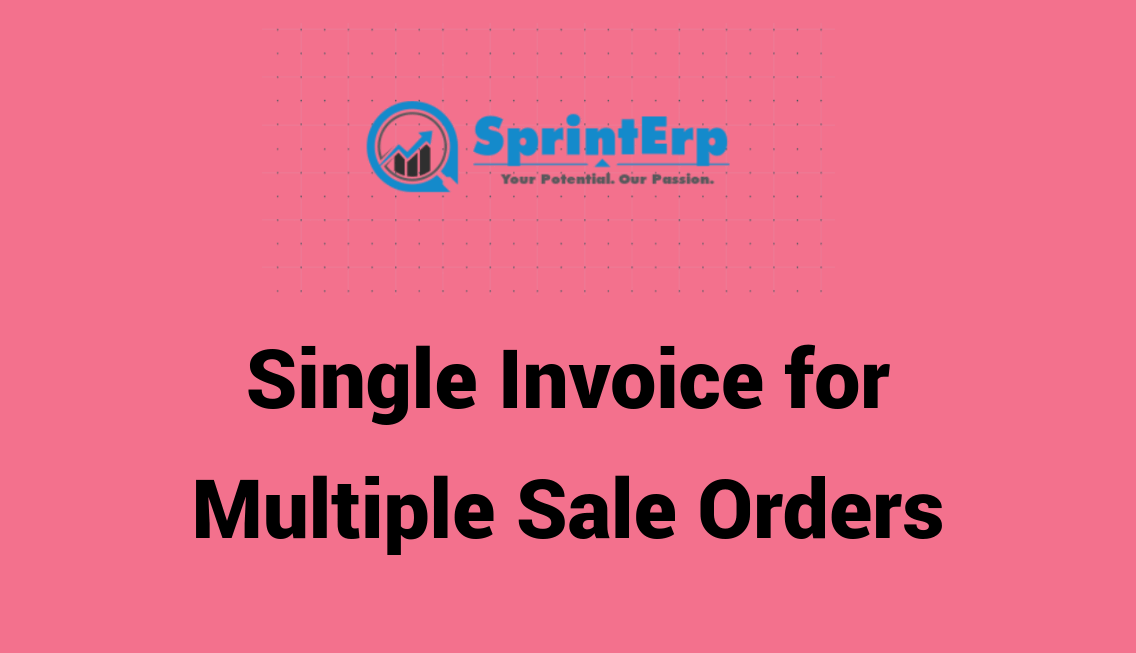 SprintErp
Your Potential. Our Passion.
Single Invoice for
Multiple Sale Orders